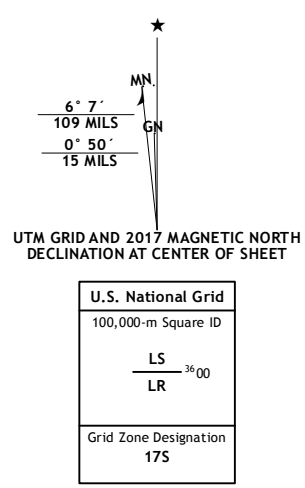 ★
MN.
6° 7´
109 MILS
GN
0° 50´
15 MILS
UTM GRID AND 2017 MAGNETIC NORTH
DECLINATION AT CENTER OF SHEET
U.S. National Grid
100,000-m Square ID
LS
3600
LR
Grid Zone Designation
17S